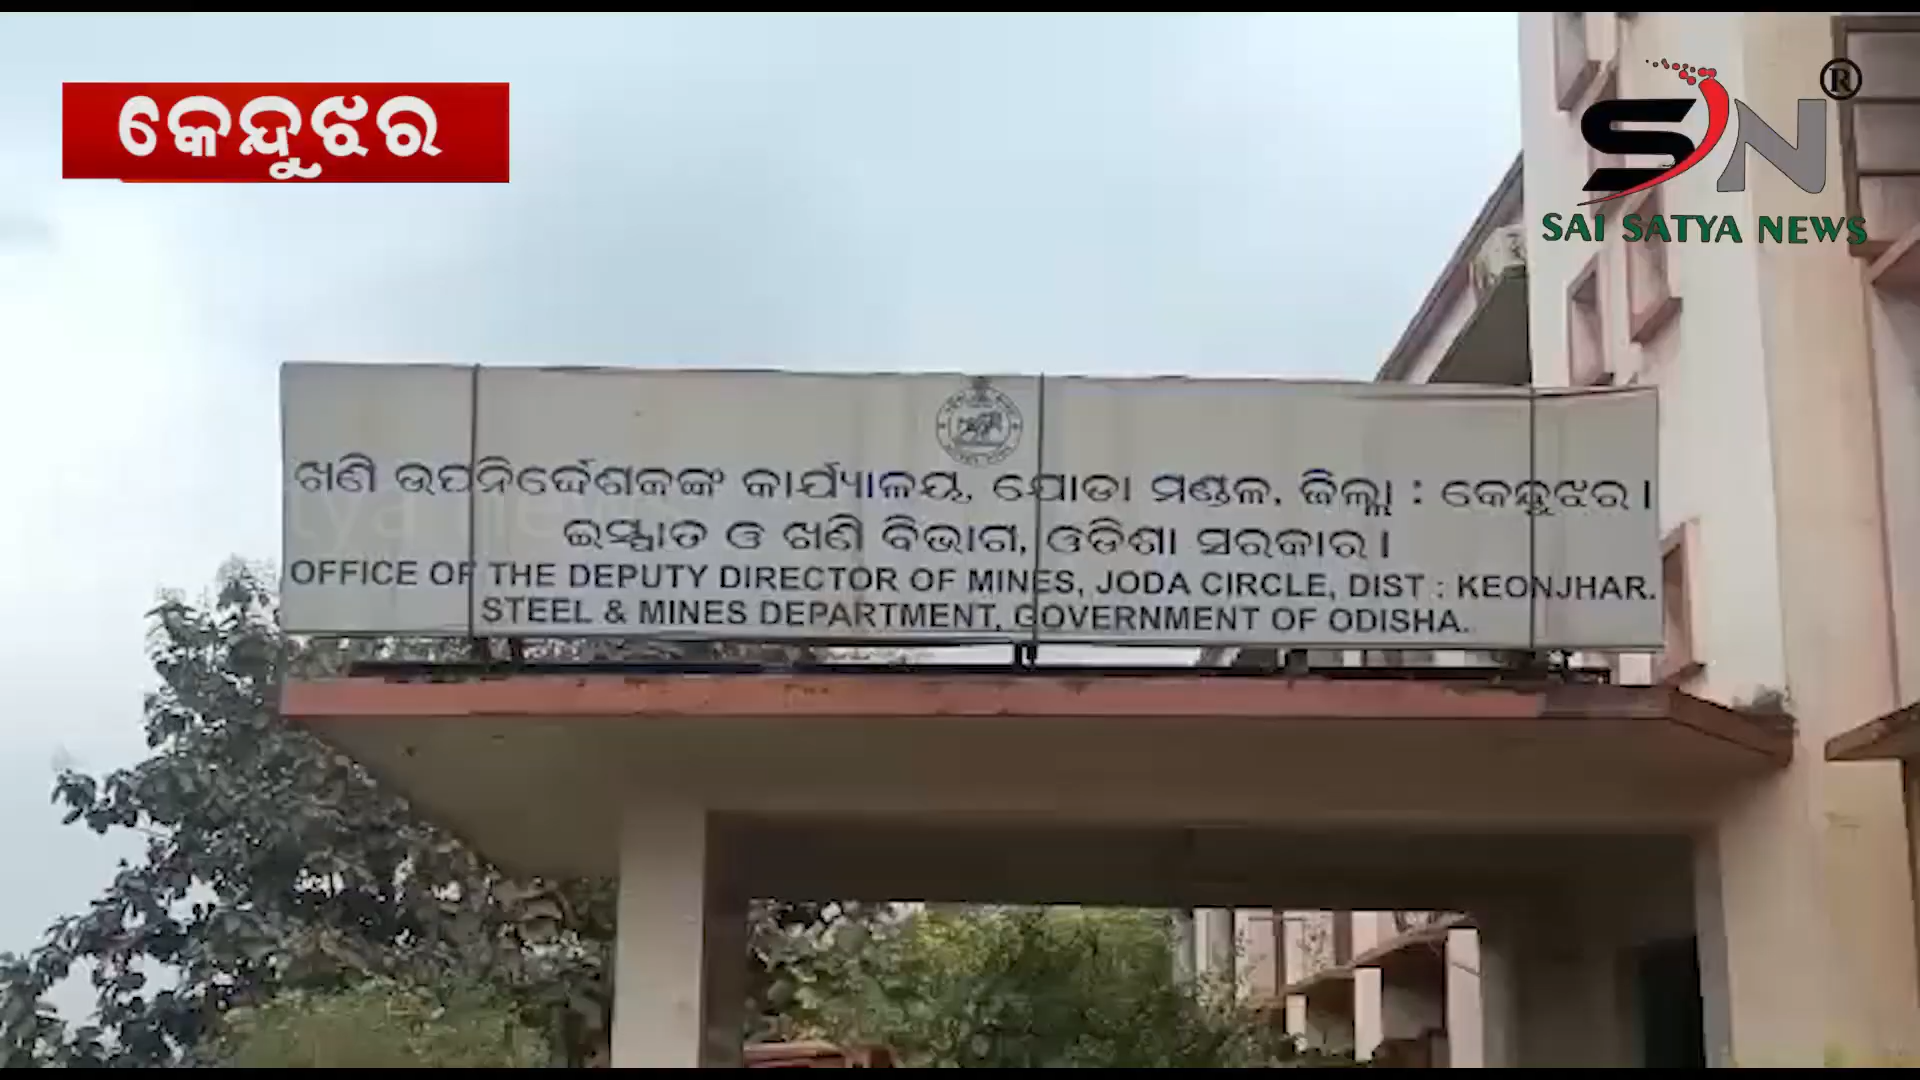 କେନ୍ଦୁଝର
SN®
SAI SATYA NEWS
ଖଣି ଉପନିର୍ଦ୍ଦେଶକଙ୍କ କାର୍ଯ୍ୟାଳୟ, ଯୋଡା ମଣ୍ଡଳ, ଜିଲ୍ଲା : କେନ୍ଦୁଝର ।
ଇସ୍ପାତ ଓ ଖଣି ବିଭାଗ, ଓଡିଶା ସରକାର ।
OFFICE OF THE DEPUTY DIRECTOR OF MINES, JODA CIRCLE, DIST : KEONJHAR.
STEEL & MINES DEPARTMENT, GOVERNMENT OF ODISHA.